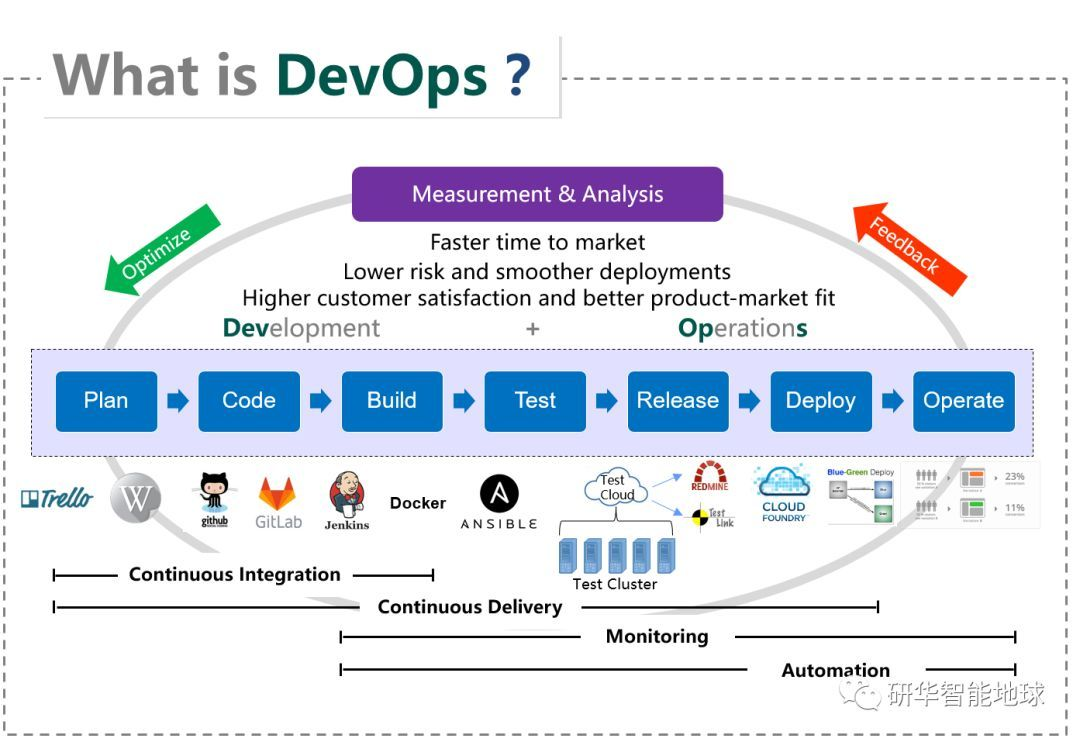 What is DevOps ?
Measurement & Analysis
Optimize
Feedback
Faster time to market
Lower risk and smoother deployments
Higher customer satisfaction and better product-market fit
Development + Operations
Plan Code Build Test Release Deploy Operate
Trello
W
github
GitLab
Jenkins
Docker
ANSIBLE
Test
Cloud
Test Cluster
REDMINE
Test
Link
CLOUD
FOUNDRY
Blue-Green Deploy
23%
11%
Continuous Integration
Continuous Delivery
Monitoring
Automation
研华智能地球